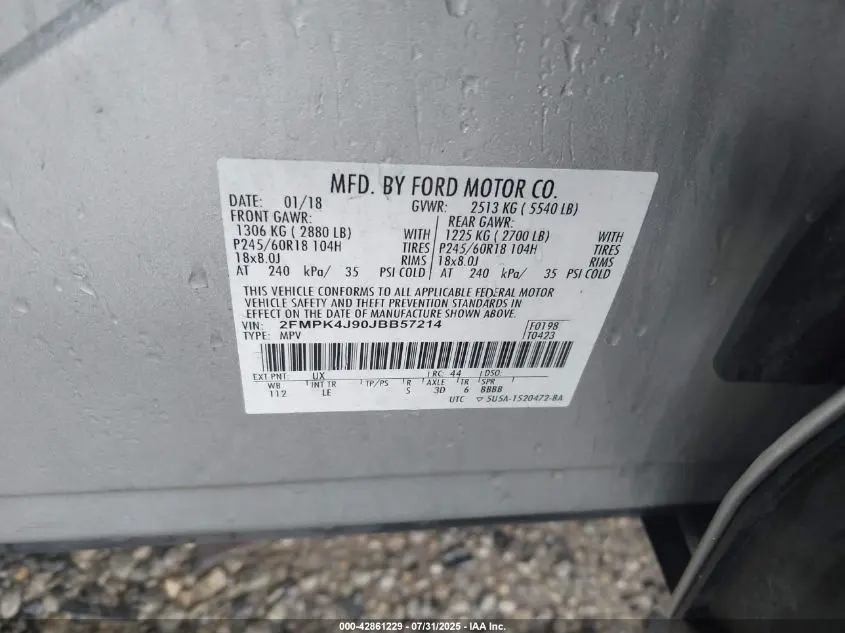 MFD. BY FORD MOTOR CO.
DATE: 01/18 GVWR: 2513 KG ( 5540 LB)
FRONT GAWR: REAR GAWR:
1306 KG ( 2880 LB) WITH 1225 KG ( 2700 LB) WITH
P245/60R18 104H TIRES P245/60R18 104H TIRES
18x8.0J RIMS 18x8.0J RIMS
AT 240 kPa/ 35 PSI COLD AT 240 kPa/ 35 PSI COLD
THIS VEHICLE CONFORMS TO ALL APPLICABLE FEDERAL MOTOR
VEHICLE SAFETY AND THEFT PREVENTION STANDARDS IN
EFFECT ON THE DATE OF MANUFACTURE SHOWN ABOVE.
VIN: 2FMPK4J90JBB57214 F0198
TYPE: MPV T0423
EXT PNT: UX RC: 44 DSO:
WB INT TR TP/PS R AXLE TR SPR
112 LE S 3D 6 BBBB
UTC ▽ 5U5A-1520472-BA
000-42861229 - 07/31/2025 - IAA Inc.